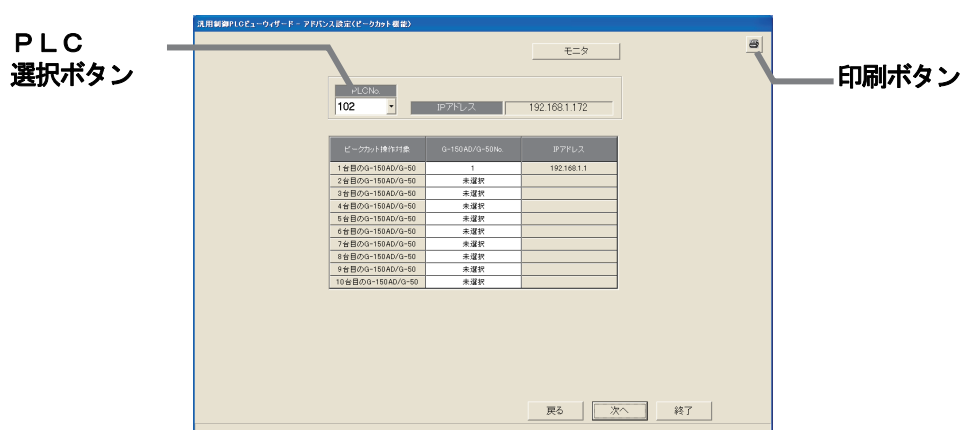 汎用制御PLCビューウィザード - アドバンス設定(ピークカット機能)
PLC
選択ボタン
モニタ
印刷ボタン
PLCNo.
102
IPアドレス
192.168.1.172
ピークカット操作対象 G-150AD/G-50No. IPアドレス
1台目のG-150AD/G-50 1 192.168.1.1
2台目のG-150AD/G-50 未選択
3台目のG-150AD/G-50 未選択
4台目のG-150AD/G-50 未選択
5台目のG-150AD/G-50 未選択
6台目のG-150AD/G-50 未選択
7台目のG-150AD/G-50 未選択
8台目のG-150AD/G-50 未選択
9台目のG-150AD/G-50 未選択
10台目のG-150AD/G-50 未選択
戻る 次へ 終了